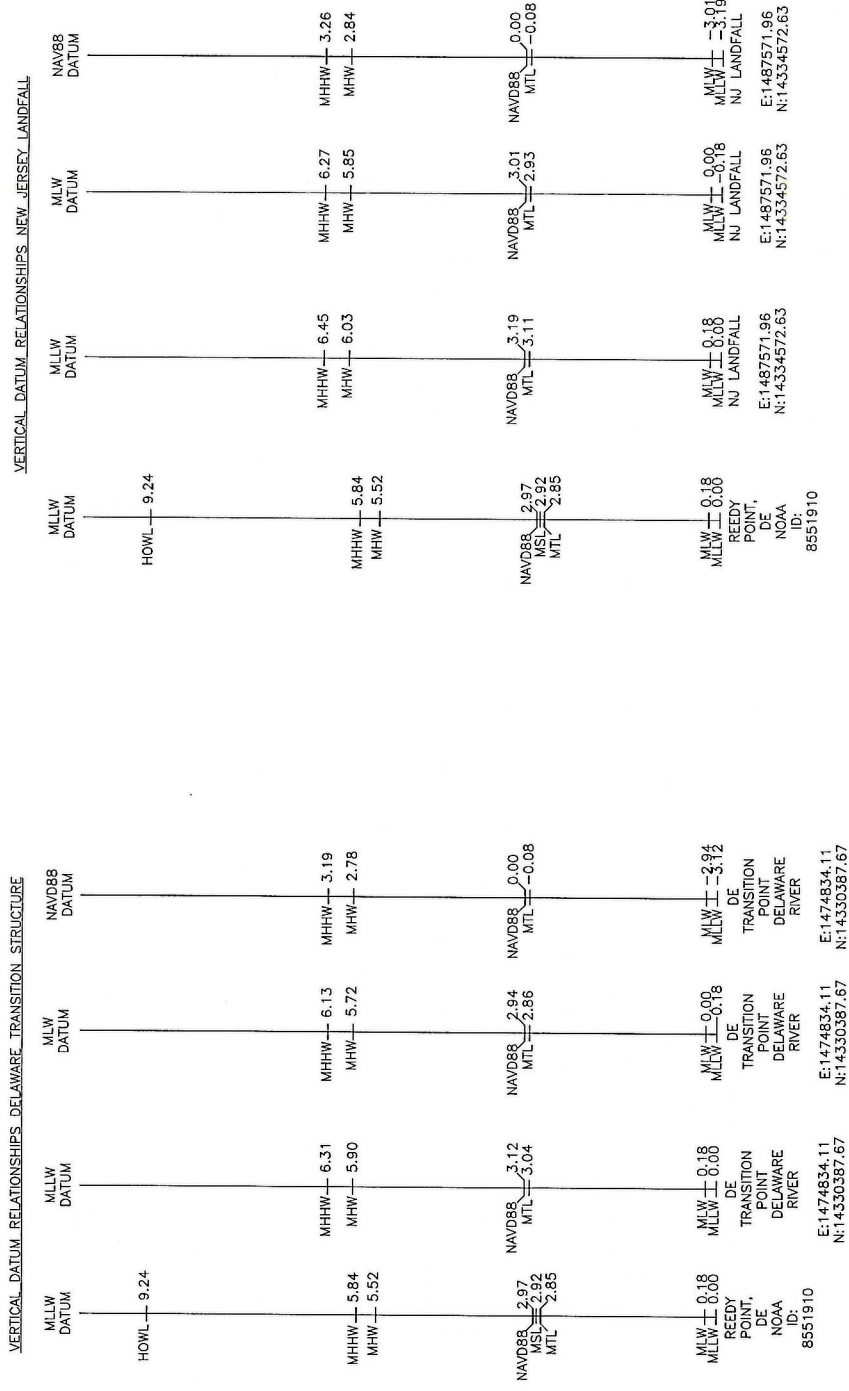 VERTICAL DATUM RELATIONSHIPS DELAWARE TRANSITION STRUCTURE
MLLW
DATUM
HOWL 9.24
MHHW 5.84
MHW 5.52
NAVD88 2.97
MSL 2.92
MTL 2.85
MLW 0.18
MLLW 0.00
REEDY
POINT,
DE
NOAA
ID:
8551910
MLLW
DATUM
MHHW 6.31
MHW 5.90
NAVD88 3.12
MTL 3.04
MLW 0.18
MLLW 0.00
DE
TRANSITION
POINT
DELAWARE
RIVER
E:1474834.11
N:14330387.67
MLW
DATUM
MHHW 6.13
MHW 5.72
NAVD88 2.94
MTL 2.86
MLW 0.00
MLLW -0.18
DE
TRANSITION
POINT
DELAWARE
RIVER
E:1474834.11
N:14330387.67
NAVD88
DATUM
MHHW 3.19
MHW 2.78
NAVD88 0.00
MTL -0.08
MLW -2.94
MLLW -3.12
DE
TRANSITION
POINT
DELAWARE
RIVER
E:1474834.11
N:14330387.67
VERTICAL DATUM RELATIONSHIPS NEW JERSEY LANDFALL
MLLW
DATUM
HOWL 9.24
MHHW 5.84
MHW 5.52
NAVD88 2.97
MSL 2.92
MTL 2.85
MLW 0.18
MLLW 0.00
REEDY
POINT,
DE
NOAA
ID:
8551910
MLLW
DATUM
MHHW 6.45
MHW 6.03
NAVD88 3.19
MTL 3.11
MLW 0.18
MLLW 0.00
NJ LANDFALL
E:1487571.96
N:14334572.63
MLW
DATUM
MHHW 6.27
MHW 5.85
NAVD88 3.01
MTL 2.93
MLW 0.00
MLLW -0.18
NJ LANDFALL
E:1487571.96
N:14334572.63
NAV88
DATUM
MHHW 3.26
MHW 2.84
NAVD88 0.00
MTL -0.08
MLW -3.01
MLLW -3.19
NJ LANDFALL
E:1487571.96
N:14334572.63